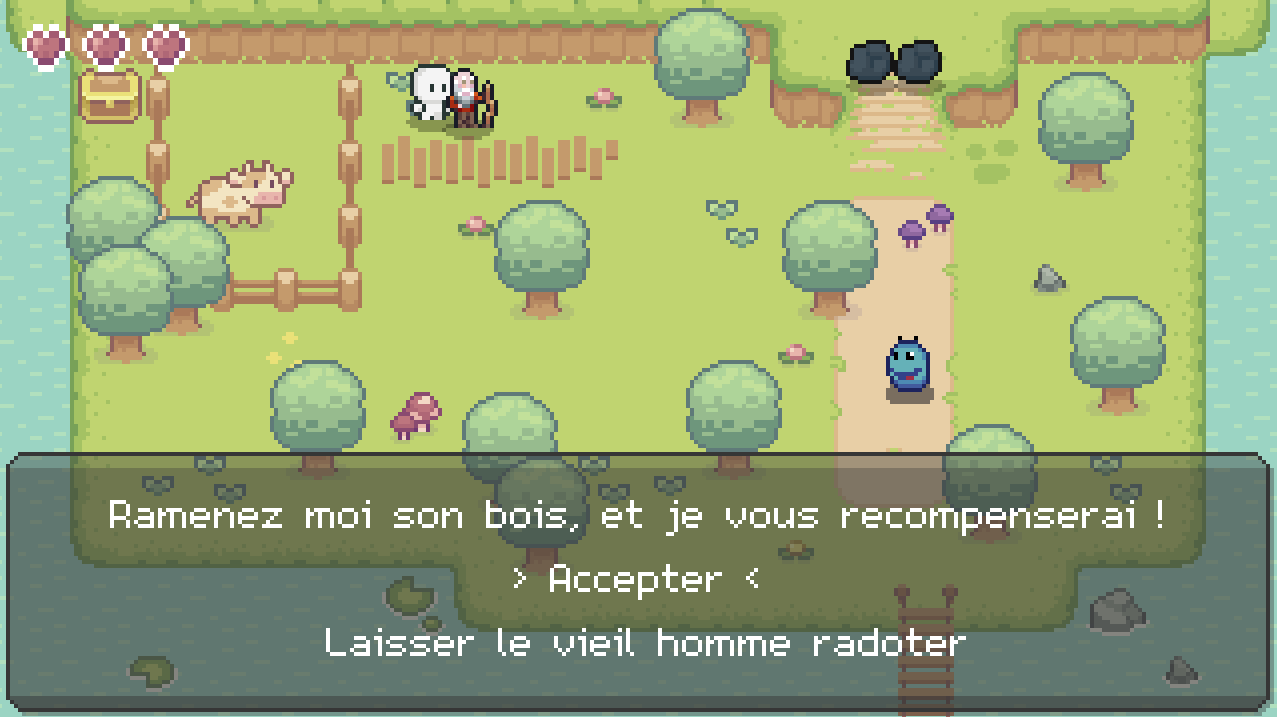 Ramenez moi son bois, et je vous recompenserai !
> Accepter <
Laisser le vieil homme radoter